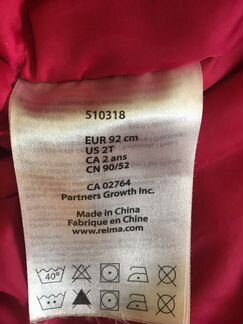 510318
EUR 92 cm
US 2T
CA 2 ans
CN 90/52
CA 02764
Partners Growth Inc.
Made in China
Fabrique en Chine
www.reima.com
40°